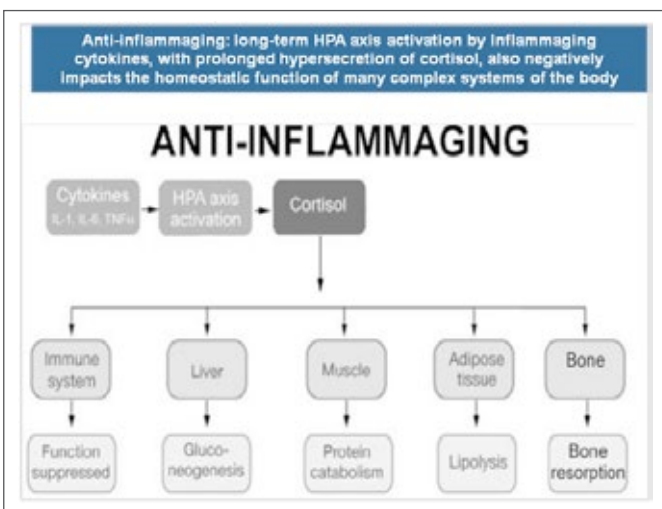 Anti-inflammaging: long-term HPA axis activation by inflammaging
cytokines, with prolonged hypersecretion of cortisol, also negatively
impacts the homeostatic function of many complex systems of the body
ANTI-INFLAMMAGING
Cytokines
IL-1, IL-6, TNFα
HPA axis
activation
Cortisol
Immune
system
Liver
Muscle
Adipose
tissue
Bone
Function
suppressed
Gluco-
neogenesis
Protein
catabolism
Lipolysis
Bone
resorption